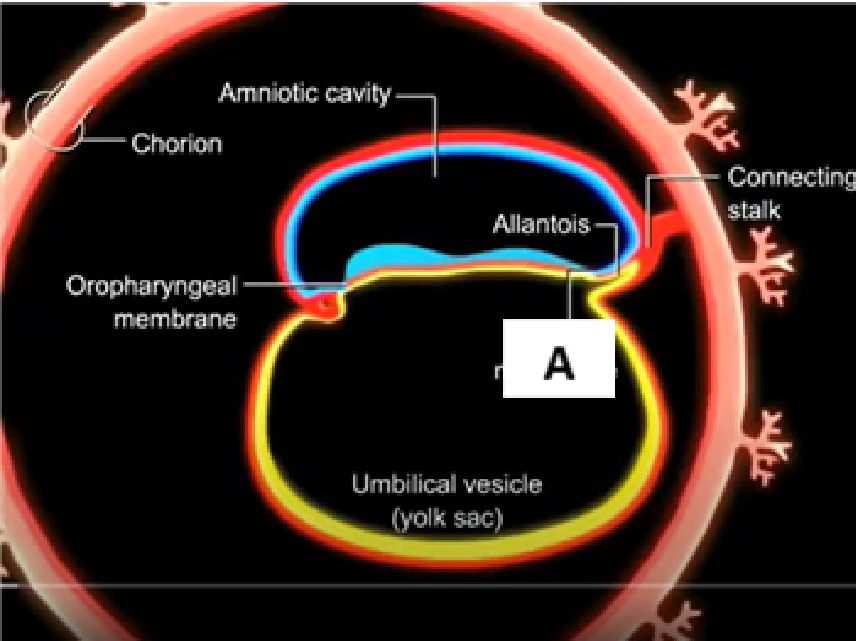 Amniotic cavity
Chorion
Connecting
stalk
Allantois
Oropharyngeal
membrane
A
Umbilical vesicle
(yolk sac)